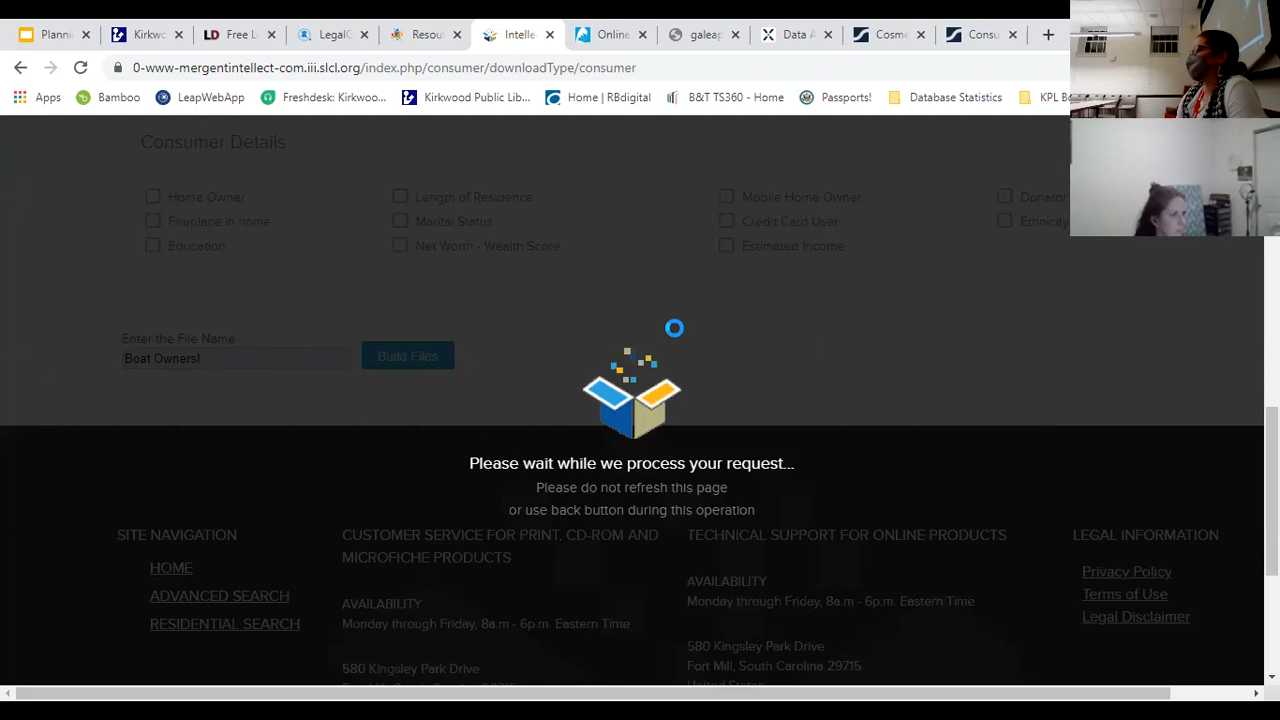 Planni
Kirkwo
Free L
LegalG
Resou
Intelle
Online
galeap
Data A
Cosme
Consu
0-www-mergentintellect-com.iii.slcl.org/index.php/consumer/downloadType/consumer
Apps
Bamboo
LeapWebApp
Freshdesk: Kirkwoo...
Kirkwood Public Lib...
Home | RBdigital
B&T TS360 - Home
Passports!
Database Statistics
KPL Bo
Consumer Details
Home Owner
Length of Residence
Mobile Home Owner
Donator
Fireplace In home
Marital Status
Credit Card User
Ethnicity
Education
Net Worth - Wealth Score
Estimated Income
Enter the File Name
Boat Owners!
Build Files
Please wait while we process your request...
Please do not refresh this page
or use back button during this operation
SITE NAVIGATION
HOME
ADVANCED SEARCH
RESIDENTIAL SEARCH
CUSTOMER SERVICE FOR PRINT, CD-ROM AND
MICROFICHE PRODUCTS
AVAILABILITY
Monday through Friday, 8a.m - 6p.m. Eastern Time
580 Kingsley Park Drive
TECHNICAL SUPPORT FOR ONLINE PRODUCTS
AVAILABILITY
Monday through Friday, 8a.m - 6p.m. Eastern Time
580 Kingsley Park Drive
Fort Mill, South Carolina 29715
United States
LEGAL INFORMATION
Privacy Policy
Terms of Use
Legal Disclaimer